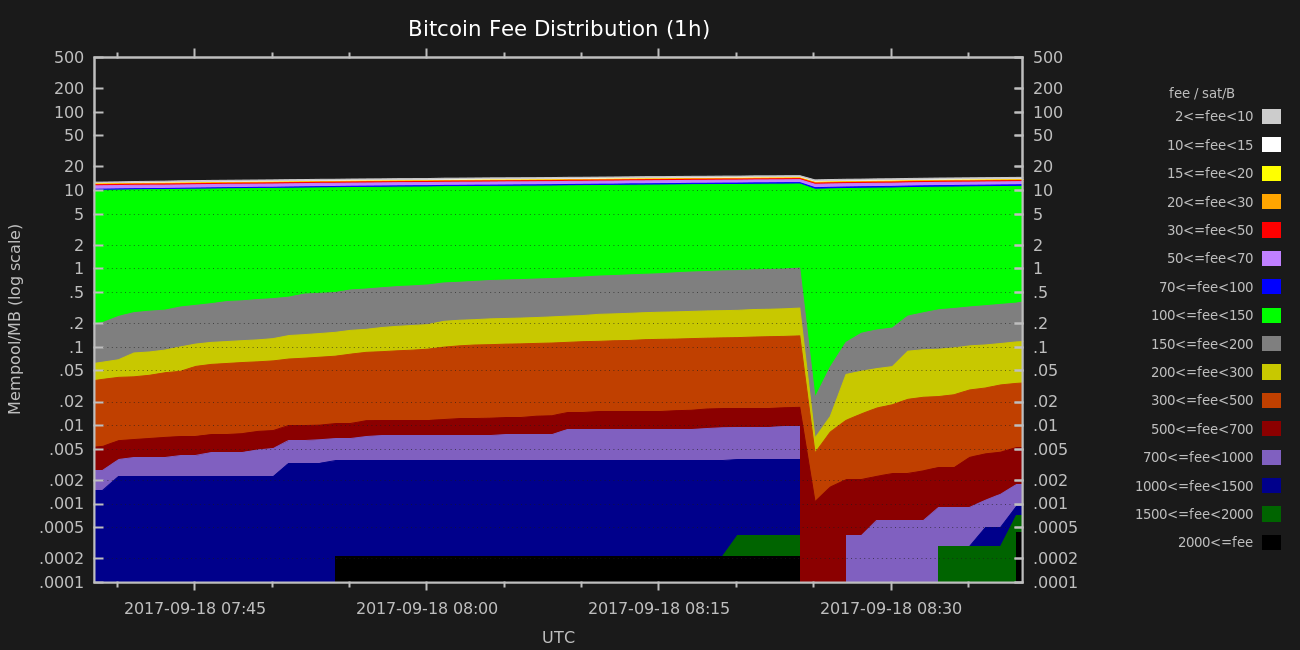 Bitcoin Fee Distribution (1h)
Mempool/MB (log scale)
500
200
100
50
20
10
5
2
1
.5
.2
.1
.05
.02
.01
.005
.002
.001
.0005
.0002
.0001
500
200
100
50
20
10
5
2
1
.5
.2
.1
.05
.02
.01
.005
.002
.001
.0005
.0002
.0001
fee / sat/B
2<=fee<10
10<=fee<15
15<=fee<20
20<=fee<30
30<=fee<50
50<=fee<70
70<=fee<100
100<=fee<150
150<=fee<200
200<=fee<300
300<=fee<500
500<=fee<700
700<=fee<1000
1000<=fee<1500
1500<=fee<2000
2000<=fee
2017-09-18 07:45 2017-09-18 08:00 2017-09-18 08:15 2017-09-18 08:30
UTC